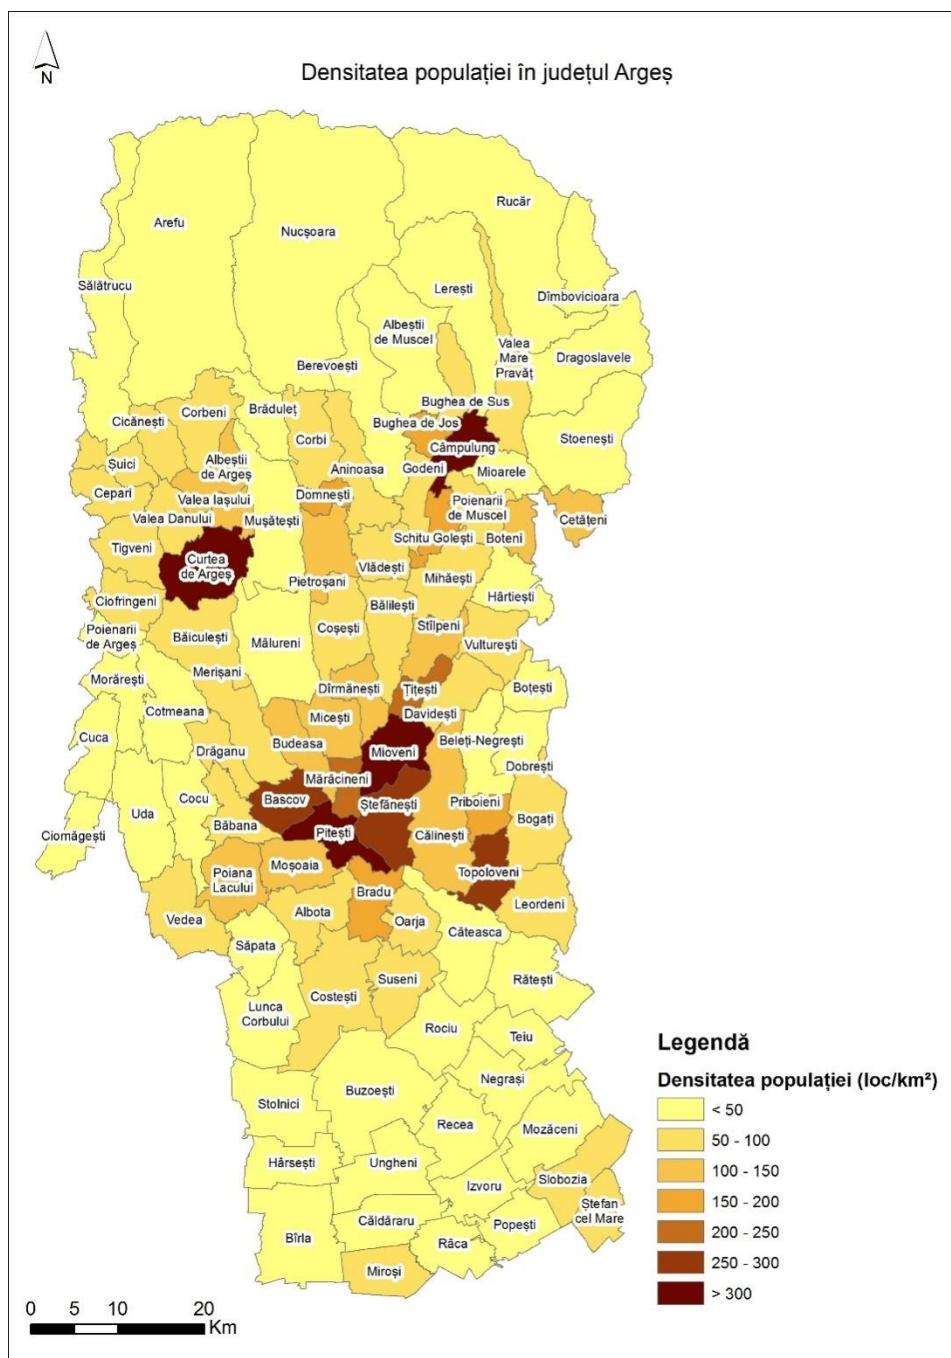 N
Densitatea populației în județul Argeș
Rucăr
Arefu
Nucșoara
Sălătrucu
Lerești
Dîmbovicioara
Albeștii
de Muscel
Valea
Mare
Pravăț
Dragoslavele
Berevoești
Bughea de Sus
Brăduleț
Corbeni
Cicănești
Bughea de Jos
Corbi
Stoenești
Câmpulung
Șuici
Albeștii
de Argeș
Aninoasa
Godeni
Mioarele
Cepari
Valea Iașului
Domnești
Poienarii
de Muscel
Valea Danului
Mușătești
Cetățeni
Tigveni
Schitu Golești
Boteni
Curtea
de Argeș
Vlădești
Pietroșani
Mihăești
Ciofringeni
Bălilești
Hârtiești
Poienarii
de Argeș
Băiculești
Coșești
Stîlpeni
Mălureni
Vulturești
Merișani
Morărești
Dîrmănești
Țițești
Boțești
Cotmeana
Micești
Davidești
Cuca
Drăganu
Budeasa
Mioveni
Beleți-Negrești
Mărăcineni
Dobrești
Cocu
Bascov
Ștefănești
Priboieni
Uda
Băbana
Pitești
Călinești
Bogați
Ciomăgești
Moșoaia
Poiana
Lacului
Topoloveni
Bradu
Vedea
Albota
Oarja
Leordeni
Căteasca
Săpata
Suseni
Rătești
Costești
Lunca
Corbului
Rociu
Teiu
Negrași
Buzoești
Stolnici
Recea
Mozăceni
Hârsești
Ungheni
Slobozia
Izvoru
Ștefan
cel Mare
Căldăraru
Popești
Bîrla
Râca
Miroși
Legendă
Densitatea populației (loc/km²)
< 50
50 - 100
100 - 150
150 - 200
200 - 250
250 - 300
> 300
0 5 10 20
Km